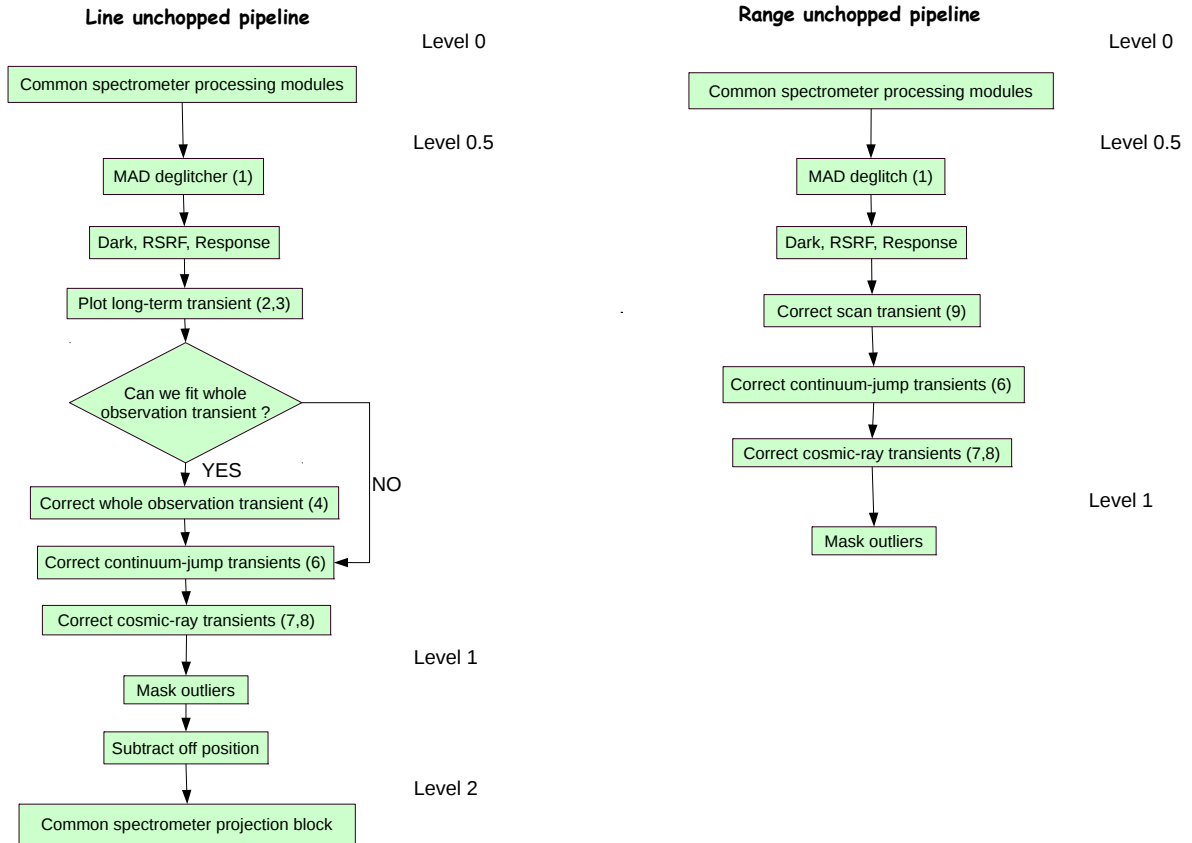 Line unchopped pipeline
Level 0
Common spectrometer processing modules
Level 0.5
MAD deglitcher (1)
Dark, RSRF, Response
Plot long-term transient (2,3)
Can we fit whole
observation transient ?
YES
NO
Correct whole observation transient (4)
Correct continuum-jump transients (6)
Correct cosmic-ray transients (7,8)
Level 1
Mask outliers
Subtract off position
Level 2
Common spectrometer projection block
Range unchopped pipeline
Level 0
Common spectrometer processing modules
Level 0.5
MAD deglitch (1)
Dark, RSRF, Response
Correct scan transient (9)
Correct continuum-jump transients (6)
Correct cosmic-ray transients (7,8)
Level 1
Mask outliers